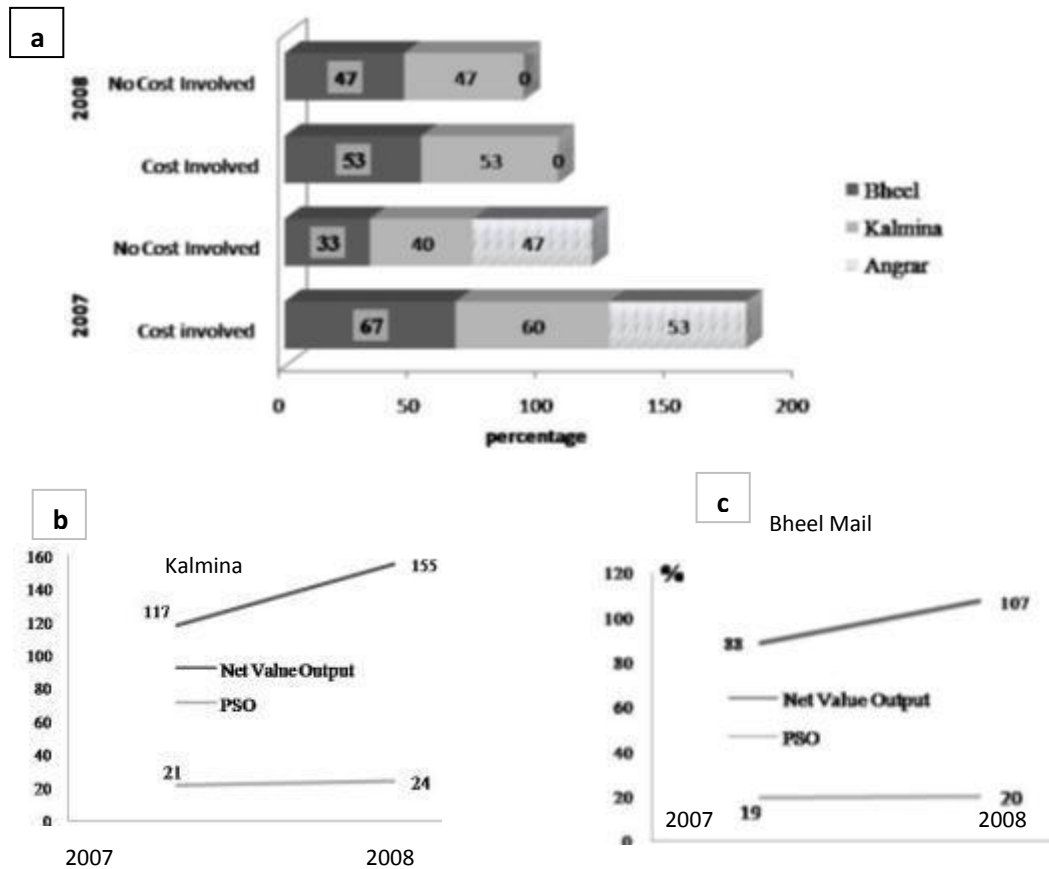 a
2008
No Cost Involved
47
47
0
Cost Involved
53
53
0
2007
No Cost Involved
33
40
47
Cost involved
67
60
53
Bheel
Kalmina
Angrar
0
50
100
150
200
percentage
b
Kalmina
160
140
120
100
80
60
40
20
0
117
155
Net Value Output
PSO
21
24
2007
2008
c
Bheel Mail
%
120
100
80
60
40
20
0
88
107
Net Value Output
PSO
19
20
2007
2008